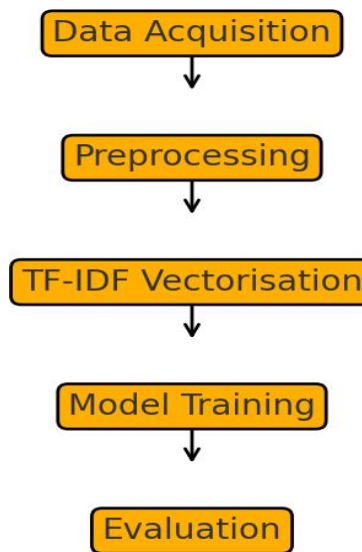 Data Acquisition
Preprocessing
TF-IDF Vectorisation
Model Training
Evaluation